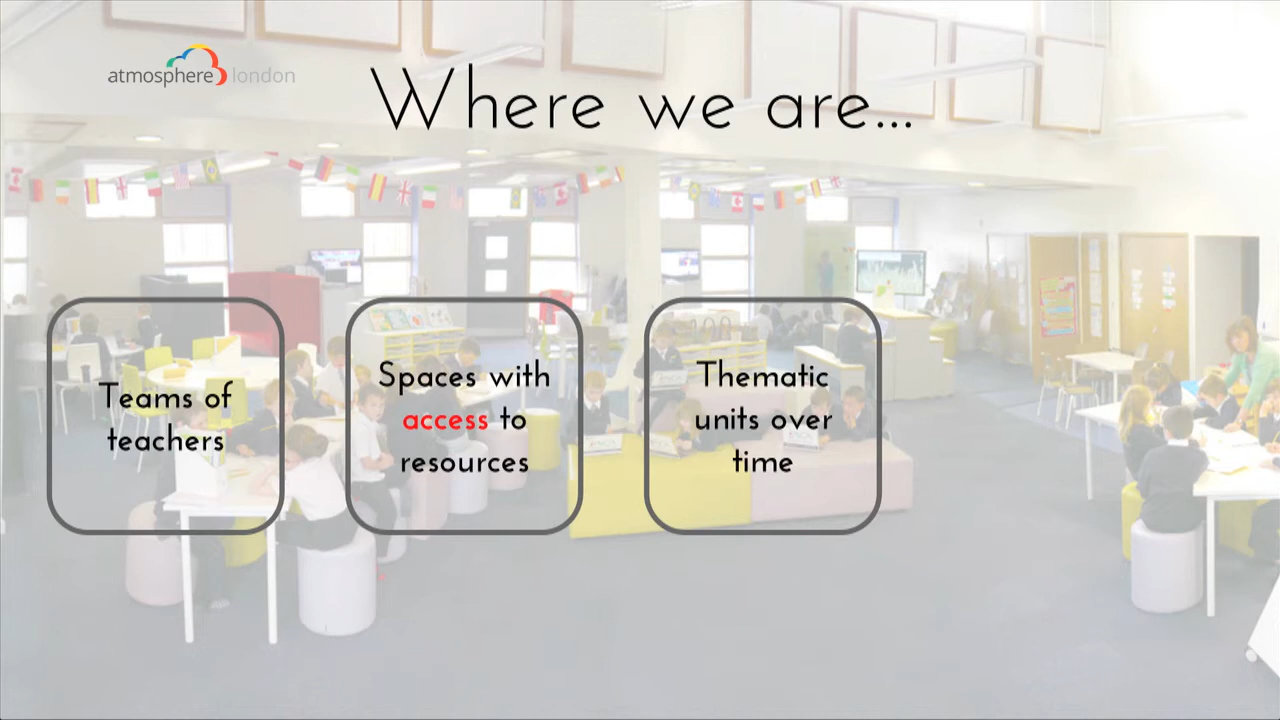 atmosphere london
Where we are...
Teams of
teachers
Spaces with
access to
resources
Thematic
units over
time